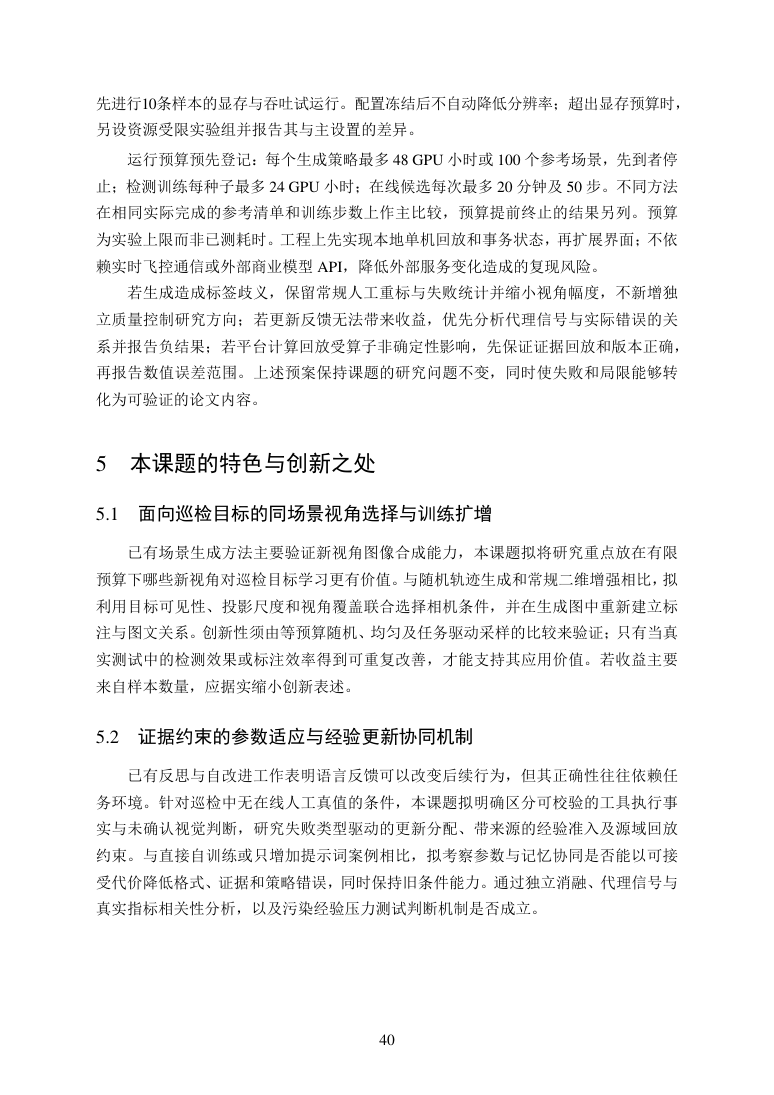 先进行10条样本的显存与吞吐试运行。配置冻结后不自动降低分辨率；超出显存预算时，
另设资源受限实验组并报告其与主设置的差异。
运行预算预先登记：每个生成策略最多 48 GPU 小时或 100 个参考场景，先到者停
止；检测训练每种子最多 24 GPU 小时；在线候选每次最多 20 分钟及 50 步。不同方法
在相同实际完成的参考清单和训练步数上作主比较，预算提前终止的结果另列。预算
为实验上限而非已测耗时。工程上先实现本地单机回放和事务状态，再扩展界面；不依
赖实时飞控通信或外部商业模型 API，降低外部服务变化造成的复现风险。
若生成造成标签歧义，保留常规人工重标与失败统计并缩小视角幅度，不新增独
立质量控制研究方向；若更新反馈无法带来收益，优先分析代理信号与实际错误的关
系并报告负结果；若平台计算回放受算子非确定性影响，先保证证据回放和版本正确，
再报告数值误差范围。上述预案保持课题的研究问题不变，同时使失败和局限能够转
化为可验证的论文内容。
5 本课题的特色与创新之处
5.1 面向巡检目标的同场景视角选择与训练扩增
已有场景生成方法主要验证新视角图像合成能力，本课题拟将研究重点放在有限
预算下哪些新视角对巡检目标学习更有价值。与随机轨迹生成和常规二维增强相比，拟
利用目标可见性、投影尺度和视角覆盖联合选择相机条件，并在生成图中重新建立标
注与图文关系。创新性须由等预算随机、均匀及任务驱动采样的比较来验证；只有当真
实测试中的检测效果或标注效率得到可重复改善，才能支持其应用价值。若收益主要
来自样本数量，应据实缩小创新表述。
5.2 证据约束的参数适应与经验更新协同机制
已有反思与自改进工作表明语言反馈可以改变后续行为，但其正确性往往依赖任
务环境。针对巡检中无在线人工真值的条件，本课题拟明确区分可校验的工具执行事
实与未确认视觉判断，研究失败类型驱动的更新分配、带来源的经验准入及源域回放
约束。与直接自训练或只增加提示词案例相比，拟考察参数与记忆协同是否能以可接
受代价降低格式、证据和策略错误，同时保持旧条件能力。通过独立消融、代理信号与
真实指标相关性分析，以及污染经验压力测试判断机制是否成立。
40